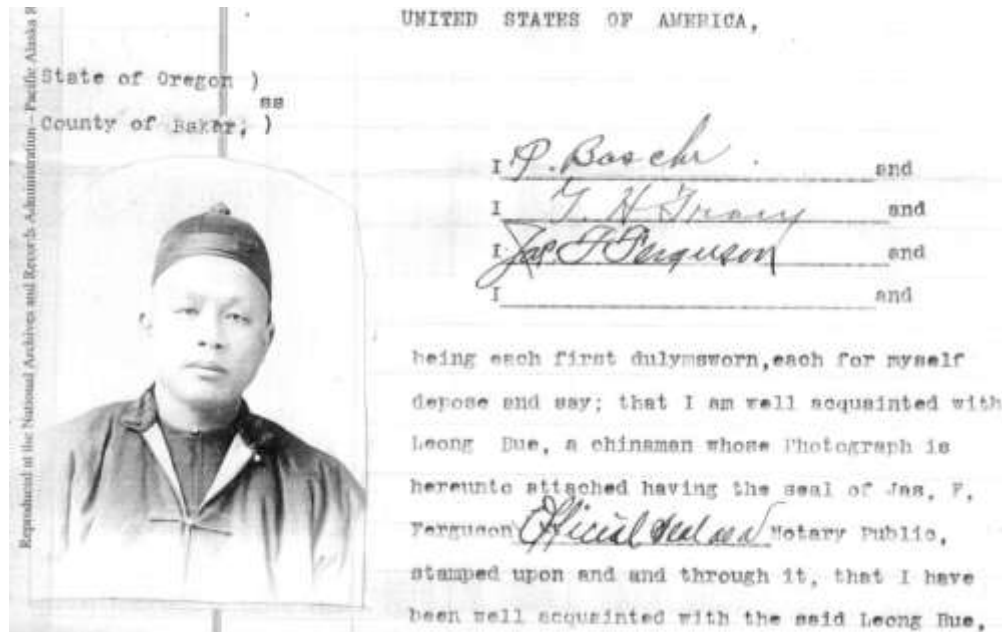 UNITED STATES OF AMERICA,
State of Oregon )
ss
County of Baker, )
I P. Basche and
I and
I Jas F Ferguson and
I and
being each first dulymsworn,each for myself
depose and say; that I am well acquainted with
Leong Bue, a chinaman whose Photograph is
hereunto attached having the seal of Jas. F.
Ferguson Official Seal as a Notary Public,
stamped upon and and through it, that I have
been well acquainted with the said Leong Bue,
Reproduced at the National Archives and Records Administration – Pacific Alaska R